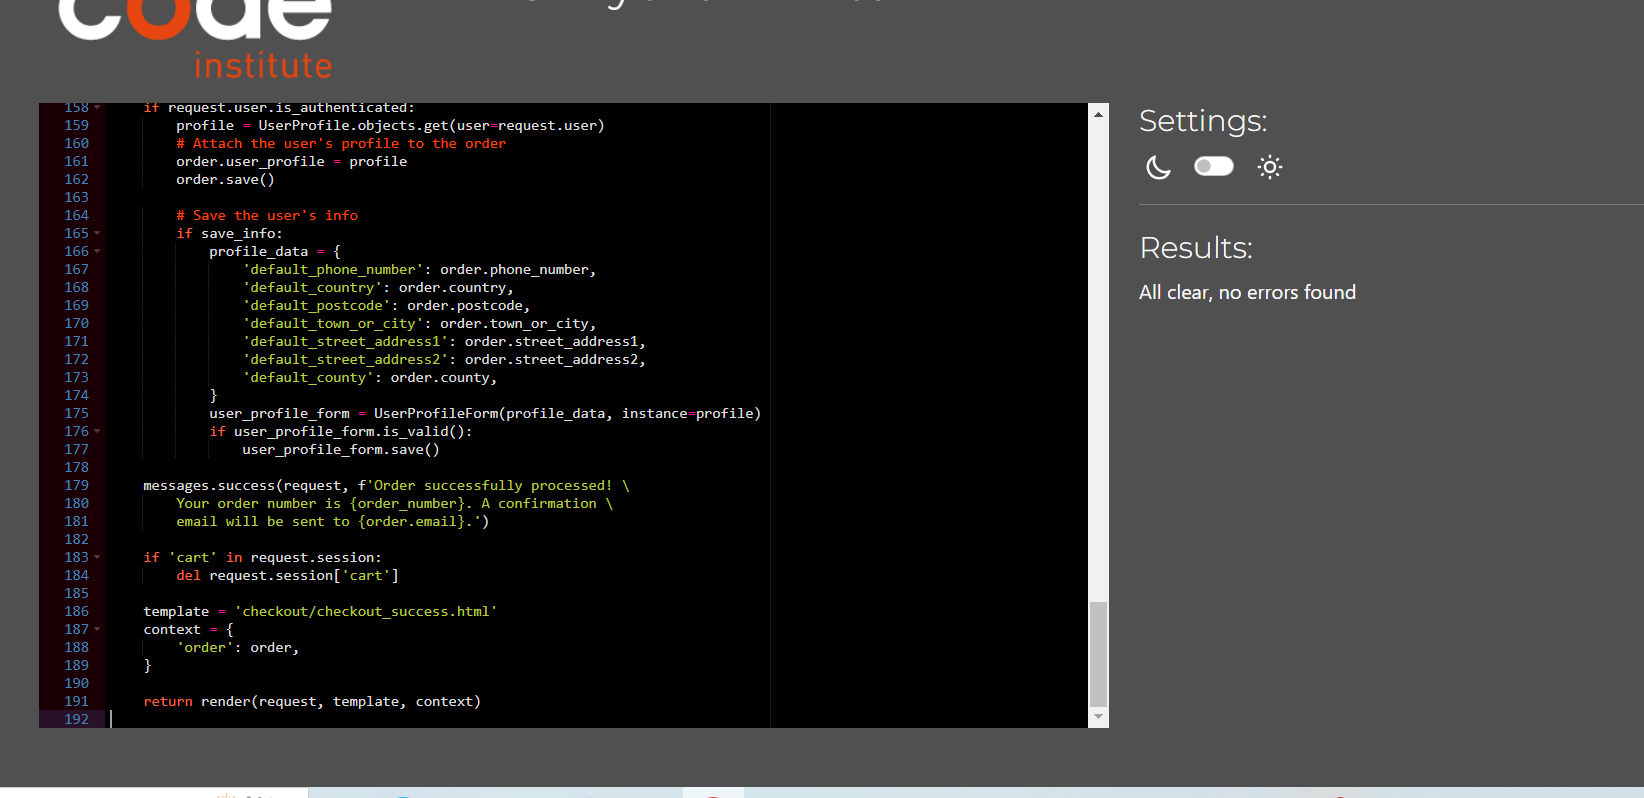 code
institute
158 if request.user.is_authenticated:
159 profile = UserProfile.objects.get(user=request.user)
160 # Attach the user's profile to the order
161 order.user_profile = profile
162 order.save()
163
164 # Save the user's info
165 if save_info:
166 profile_data = {
167 'default_phone_number': order.phone_number,
168 'default_country': order.country,
169 'default_postcode': order.postcode,
170 'default_town_or_city': order.town_or_city,
171 'default_street_address1': order.street_address1,
172 'default_street_address2': order.street_address2,
173 'default_county': order.county,
174 }
175 user_profile_form = UserProfileForm(profile_data, instance=profile)
176 if user_profile_form.is_valid():
177 user_profile_form.save()
178
179 messages.success(request, f'Order successfully processed! \
180 Your order number is {order_number}. A confirmation \
181 email will be sent to {order.email}.')
182
183 if 'cart' in request.session:
184 del request.session['cart']
185
186 template = 'checkout/checkout_success.html'
187 context = {
188 'order': order,
189 }
190
191 return render(request, template, context)
192
Settings:
Results:
All clear, no errors found